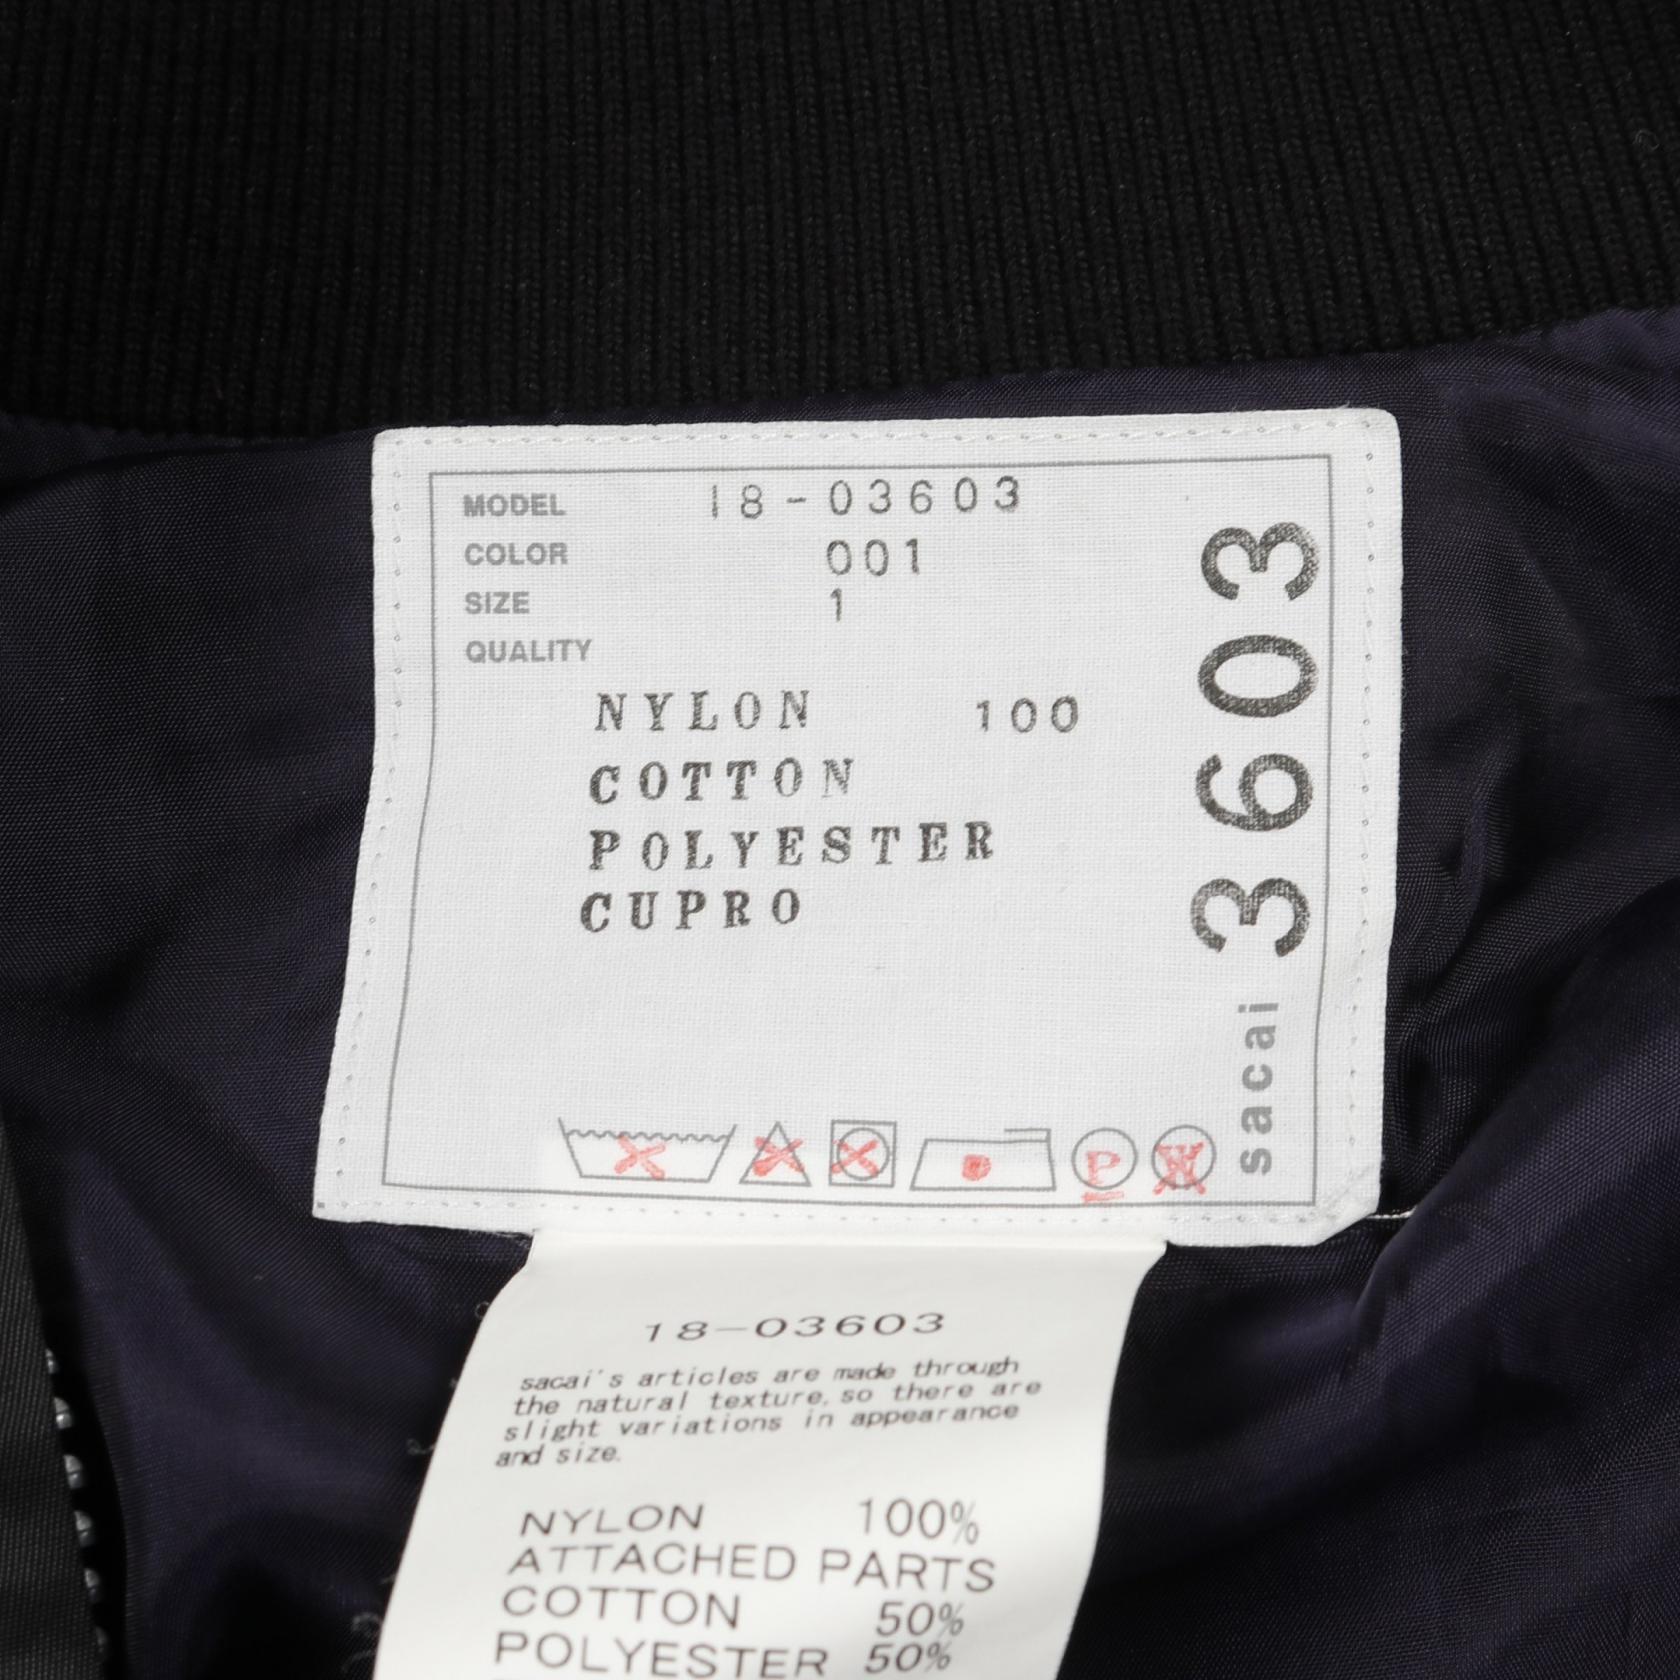 MODEL 18-03603
COLOR 001
SIZE 1
QUALITY
NYLON 100
COTTON
POLYESTER
CUPRO
sacai 3603
P
W
18-03603
sacai's articles are made through
the natural texture, so there are
slight variations in appearance
and size.
NYLON 100%
ATTACHED PARTS
COTTON 50%
POLYESTER 50%